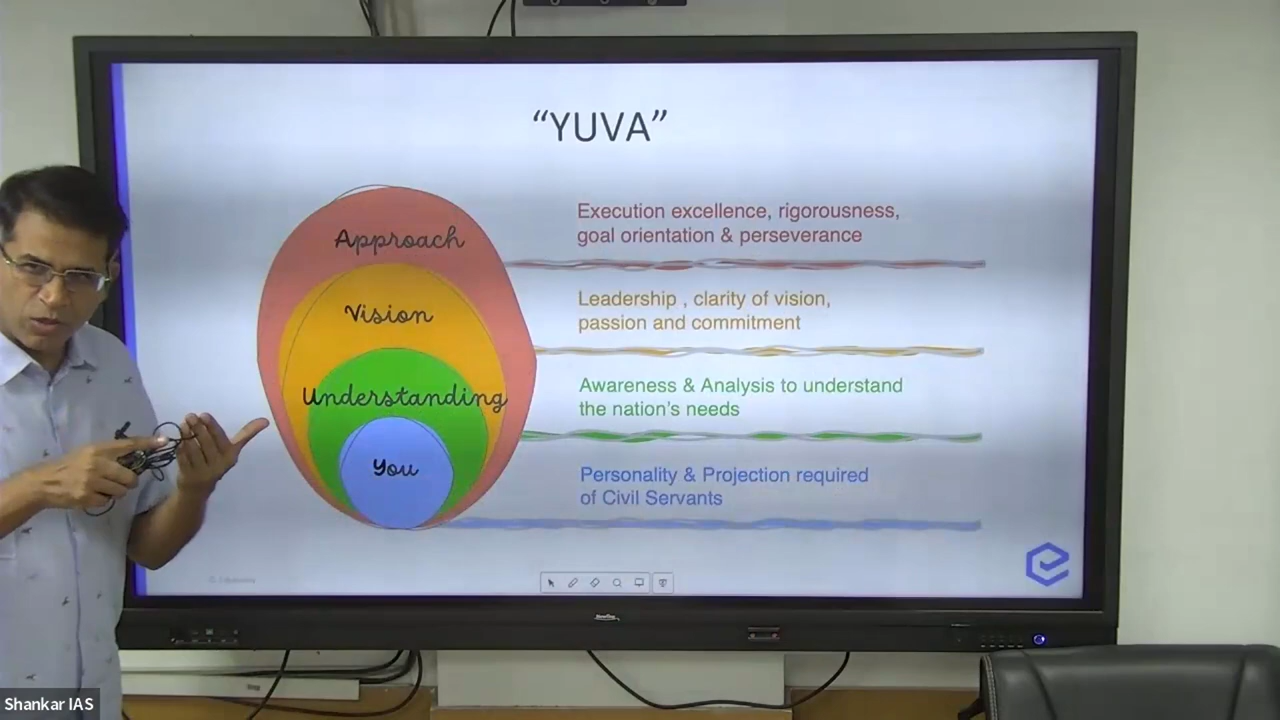 “YUVA”
Approach
Execution excellence, rigorousness,
goal orientation & perseverance
Vision
Leadership , clarity of vision,
passion and commitment
Understanding
Awareness & Analysis to understand
the nation’s needs
You
Personality & Projection required
of Civil Servants
Shankar IAS